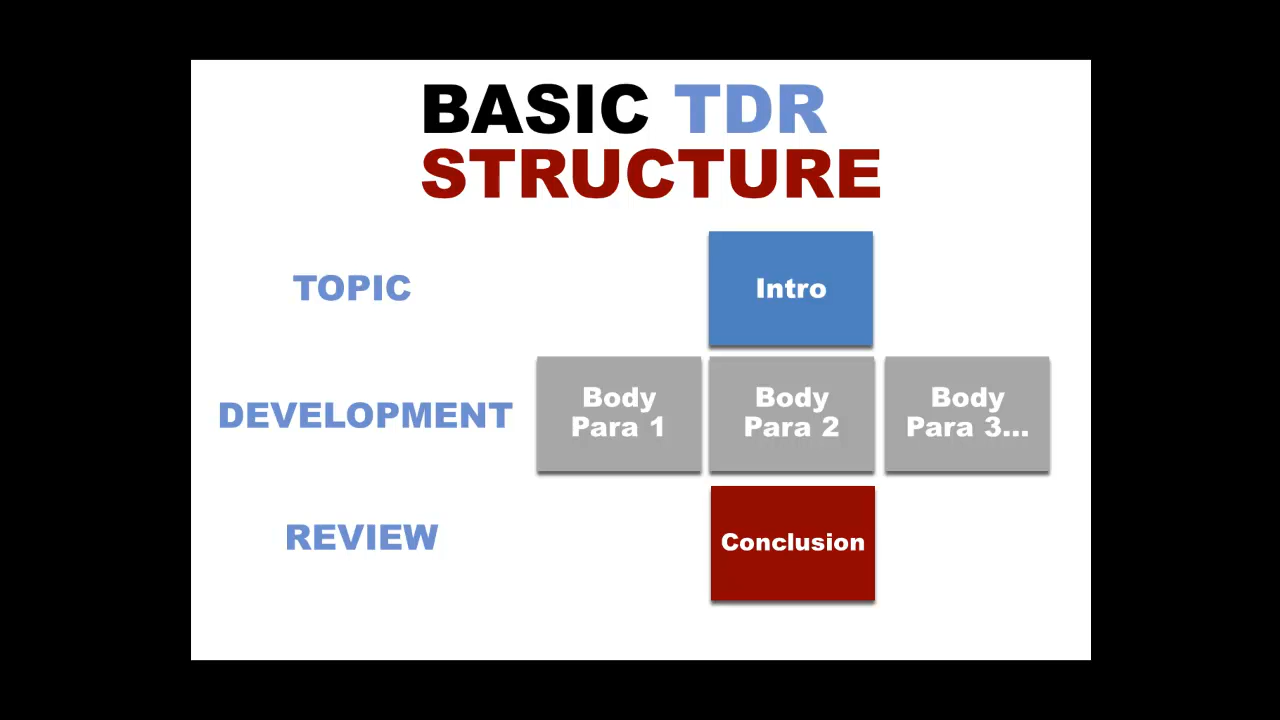 BASIC TDR
STRUCTURE
TOPIC
Intro
DEVELOPMENT
Body
Para 1
Body
Para 2
Body
Para 3...
REVIEW
Conclusion